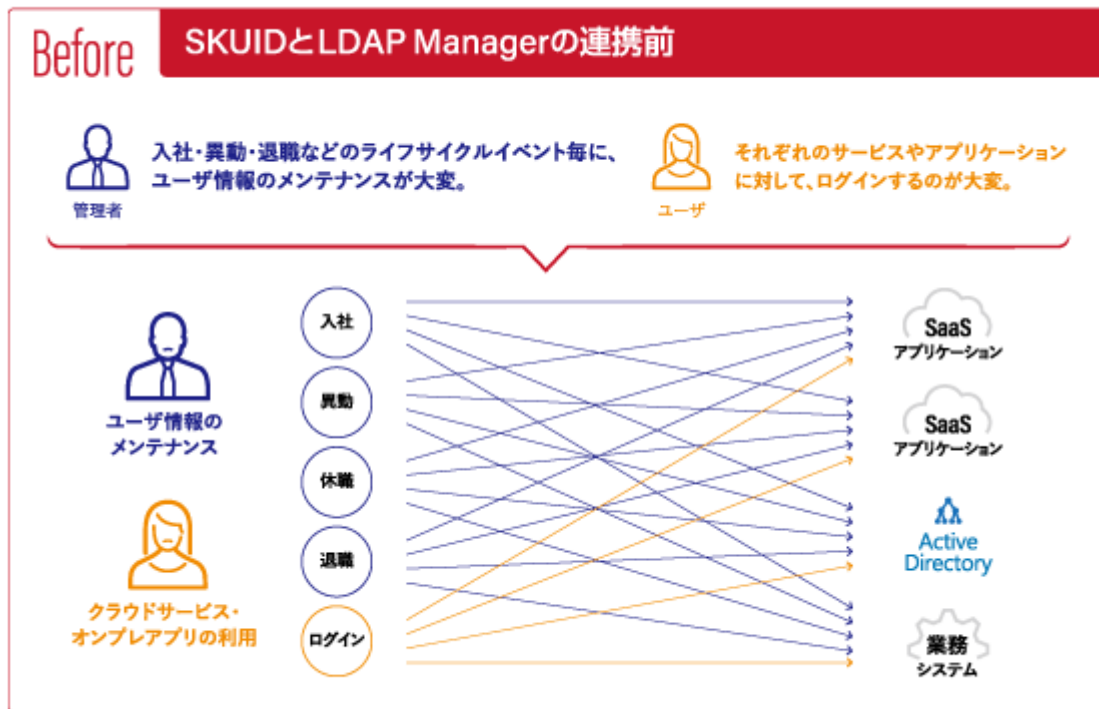 Before
SKUIDとLDAP Managerの連携前
入社・異動・退職などのライフサイクルイベント毎に、
ユーザ情報のメンテナンスが大変。
管理者
それぞれのサービスやアプリケーション
に対して、ログインするのが大変。
ユーザ
ユーザ情報の
メンテナンス
クラウドサービス・
オンプレアプリの利用
入社
異動
休職
退職
ログイン
SaaS
アプリケーション
SaaS
アプリケーション
Active
Directory
業務
システム